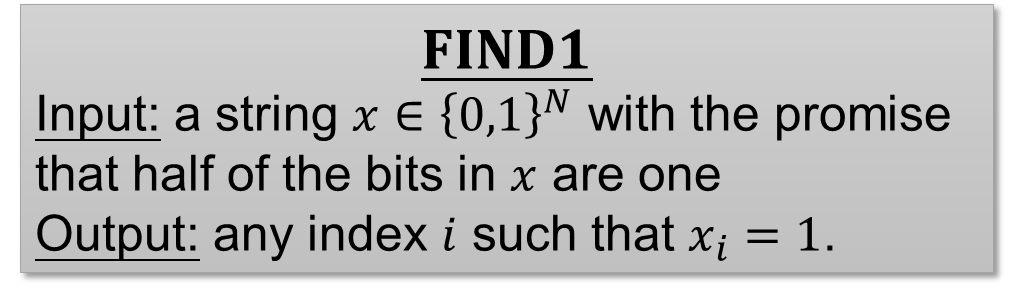 FIND1
Input: a string 𝑥 ∈ {0,1}^𝑁 with the promise
that half of the bits in 𝑥 are one
Output: any index 𝑖 such that 𝑥ᵢ = 1.